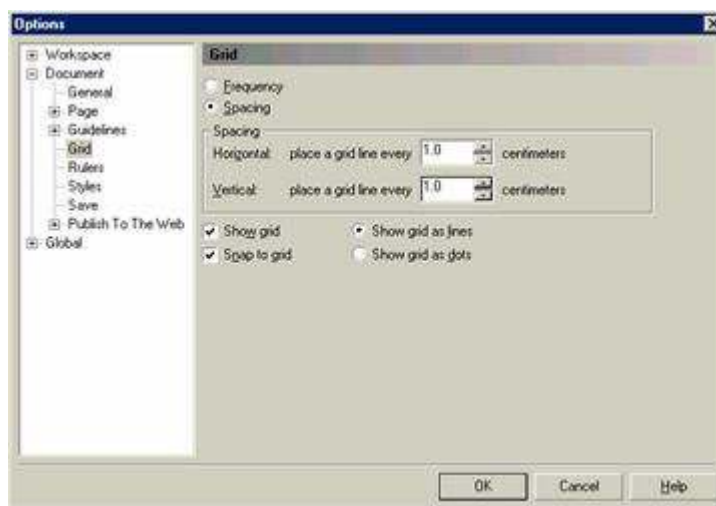 Options
Workspace
Document
General
Page
Guidelines
Grid
Rulers
Styles
Save
Publish To The Web
Global
Grid
Frequency
Spacing
Spacing
Horizontal: place a grid line every 1.0 centimeters
Vertical: place a grid line every 1.0 centimeters
Show grid Show grid as lines
Snap to grid Show grid as dots
OK Cancel Help